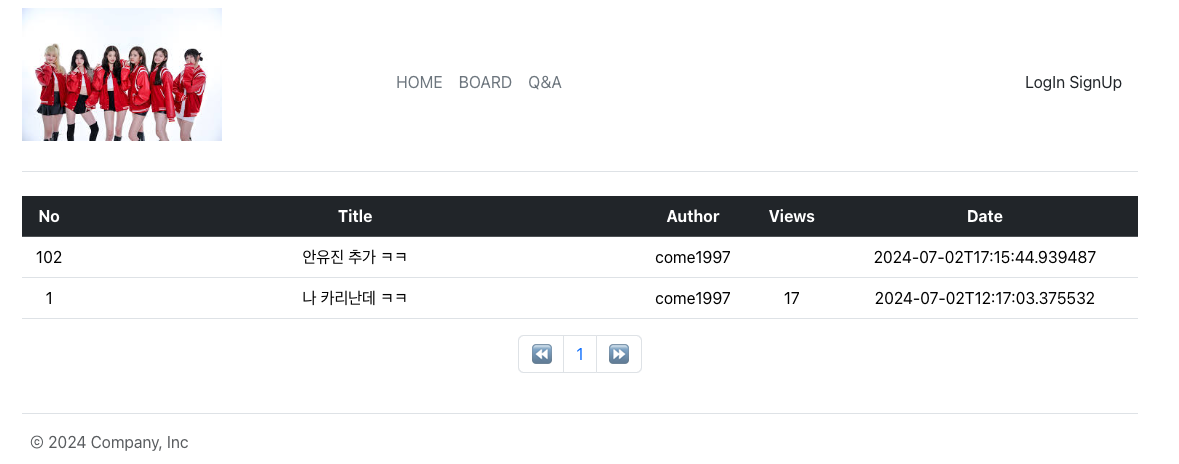 HOME BOARD Q&A LogIn SignUp
No Title Author Views Date
102 안유진 추가 ㅋㅋ come1997 2024-07-02T17:15:44.939487
1 나 카리난데 ㅋㅋ come1997 17 2024-07-02T12:17:03.375532
⏪ 1 ⏩
© 2024 Company, Inc